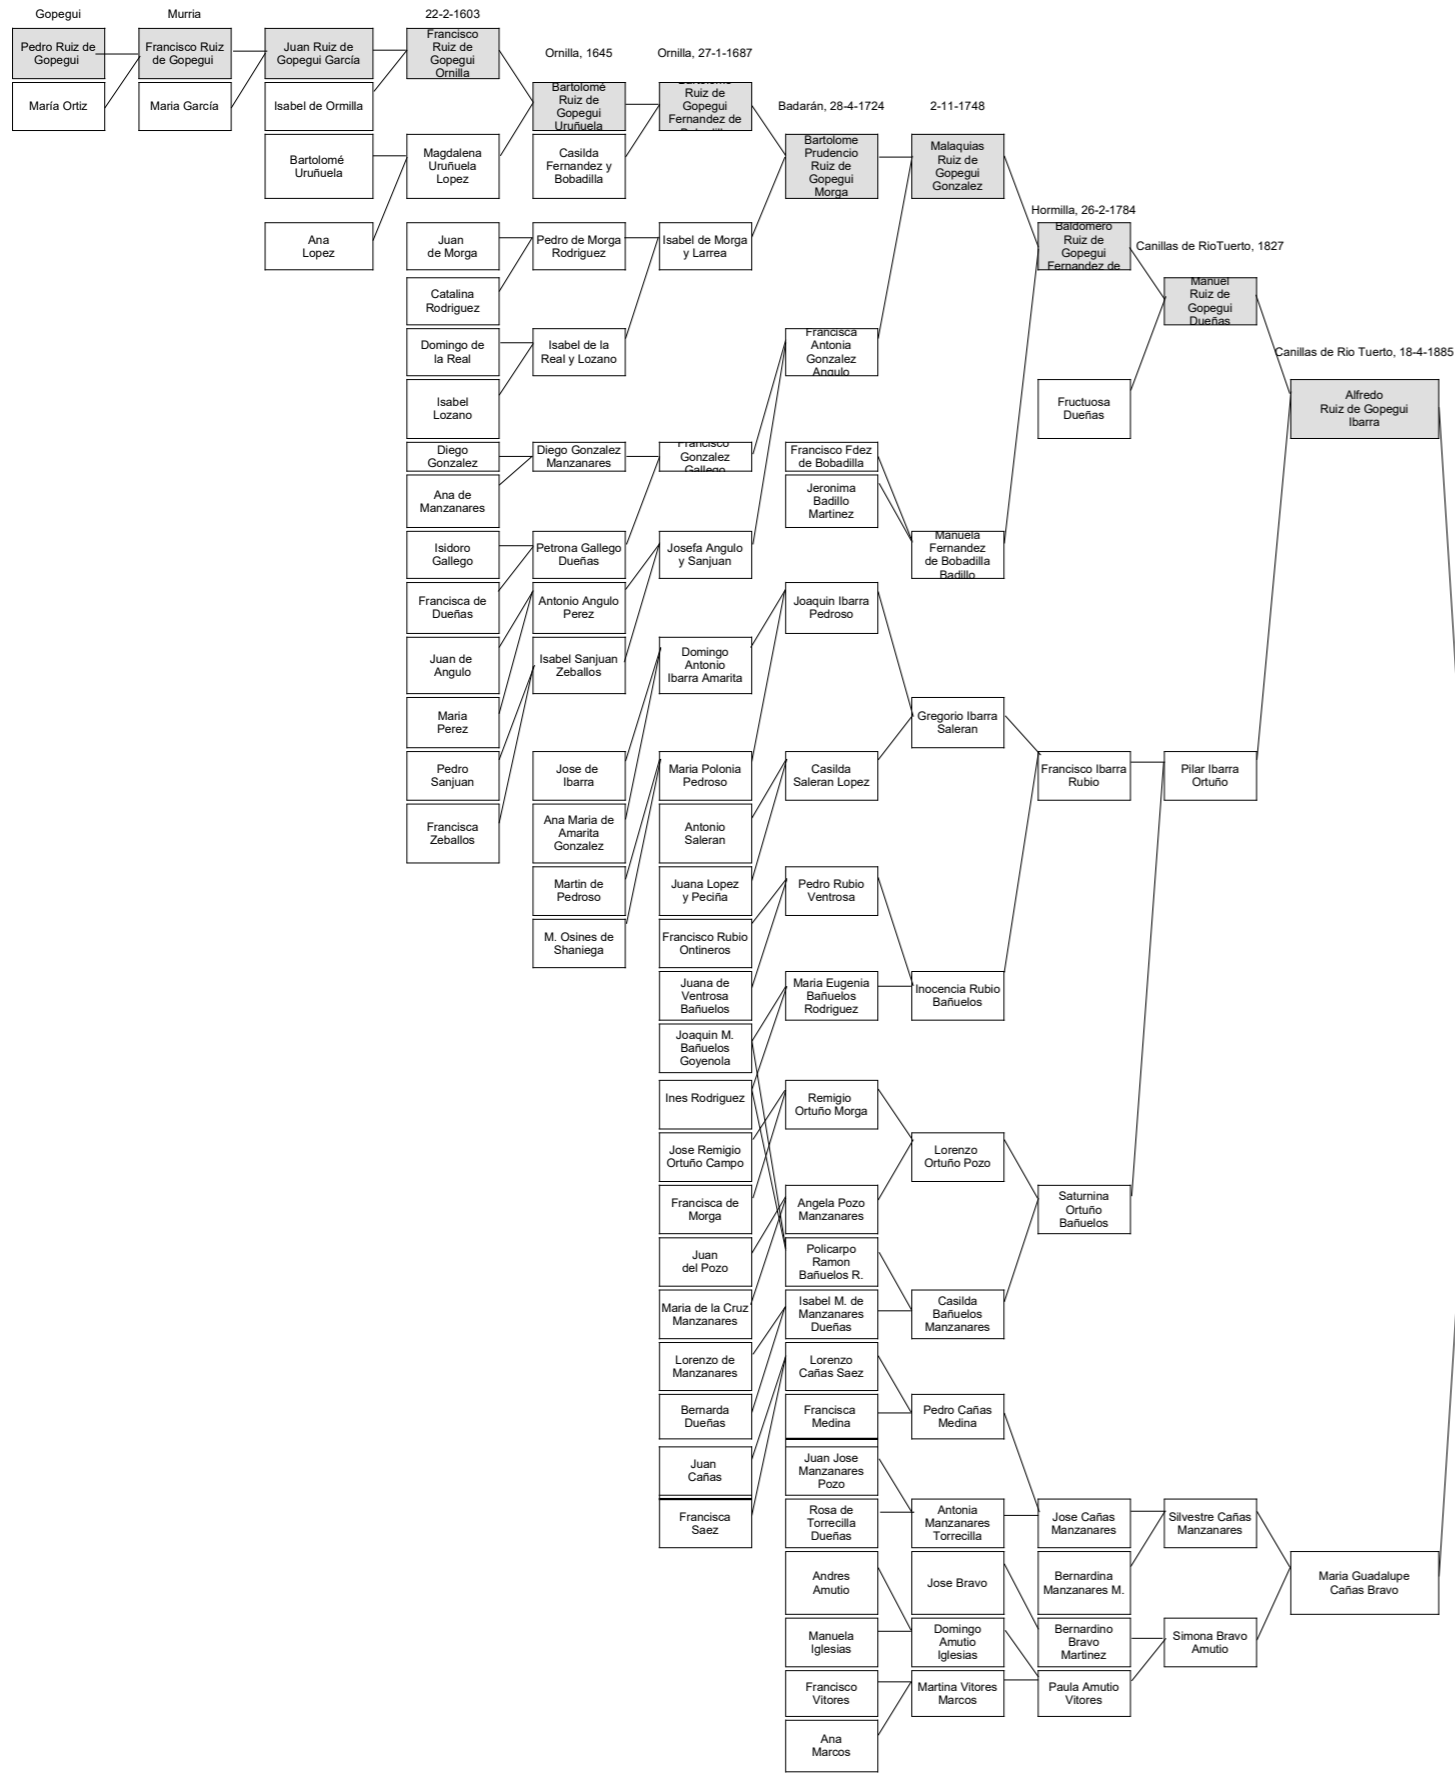 Gopegui
Murria
22-2-1603
Pedro Ruiz de
Gopegui
Francisco Ruiz
de Gopegui
Juan Ruiz de
Gopegui García
Francisco
Ruiz de
Gopegui
Ornilla
María Ortiz
Maria García
Isabel de Ormilla
Ornilla, 1645
Ornilla, 27-1-1687
Bartolomé
Ruiz de
Gopegui
Uruñuela
Ruiz de
Gopegui
Fernandez de
Badarán, 28-4-1724
2-11-1748
Bartolomé
Uruñuela
Magdalena
Uruñuela
Lopez
Casilda
Fernandez y
Bobadilla
Bartolome
Prudencio
Ruiz de
Gopegui
Morga
Malaquias
Ruiz de
Gopegui
Gonzalez
Hormilla, 26-2-1784
Ana
Lopez
Juan
de Morga
Pedro de Morga
Rodriguez
Isabel de Morga
y Larrea
Baldomero
Ruiz de
Gopegui
Fernandez de
Canillas de RioTuerto, 1827
Catalina
Rodriguez
Manuel
Ruiz de
Gopegui
Dueñas
Domingo de
la Real
Isabel de la
Real y Lozano
Francisca
Antonia
Gonzalez
Angulo
Canillas de Rio Tuerto, 18-4-1885
Isabel
Lozano
Fructuosa
Dueñas
Alfredo
Ruiz de Gopegui
Ibarra
Diego
Gonzalez
Diego Gonzalez
Manzanares
Francisco
Gonzalez
Gallego
Francisco Fdez
de Bobadilla
Ana de
Manzanares
Jeronima
Badillo
Martinez
Isidoro
Gallego
Petrona Gallego
Dueñas
Josefa Angulo
y Sanjuan
Manuela
Fernandez
de Bobadilla
Badillo
Francisca de
Dueñas
Antonio Angulo
Perez
Joaquin Ibarra
Pedroso
Juan de
Angulo
Isabel Sanjuan
Zeballos
Domingo
Antonio
Ibarra Amarita
Maria
Perez
Gregorio Ibarra
Saleran
Pedro
Sanjuan
Jose de
Ibarra
Maria Polonia
Pedroso
Casilda
Saleran Lopez
Francisco Ibarra
Rubio
Pilar Ibarra
Ortuño
Francisca
Zeballos
Ana Maria de
Amarita
Gonzalez
Antonio
Saleran
Martin de
Pedroso
Juana Lopez
y Peciña
Pedro Rubio
Ventrosa
M. Osines de
Shaniega
Francisco Rubio
Ontineros
Juana de
Ventrosa
Bañuelos
Maria Eugenia
Bañuelos
Rodriguez
Inocencia Rubio
Bañuelos
Joaquin M.
Bañuelos
Goyenola
Ines Rodriguez
Remigio
Ortuño Morga
Jose Remigio
Ortuño Campo
Lorenzo
Ortuño Pozo
Francisca de
Morga
Angela Pozo
Manzanares
Saturnina
Ortuño
Bañuelos
Juan
del Pozo
Policarpo
Ramon
Bañuelos R.
Maria de la Cruz
Manzanares
Isabel M. de
Manzanares
Dueñas
Casilda
Bañuelos
Manzanares
Lorenzo de
Manzanares
Lorenzo
Cañas Saez
Bernarda
Dueñas
Francisca
Medina
Pedro Cañas
Medina
Juan
Cañas
Juan Jose
Manzanares
Pozo
Francisca
Saez
Rosa de
Torrecilla
Dueñas
Antonia
Manzanares
Torrecilla
Jose Cañas
Manzanares
Silvestre Cañas
Manzanares
Andres
Amutio
Jose Bravo
Bernardina
Manzanares M.
Maria Guadalupe
Cañas Bravo
Manuela
Iglesias
Domingo
Amutio
Iglesias
Bernardino
Bravo
Martinez
Simona Bravo
Amutio
Francisco
Vitores
Martina Vitores
Marcos
Paula Amutio
Vitores
Ana
Marcos